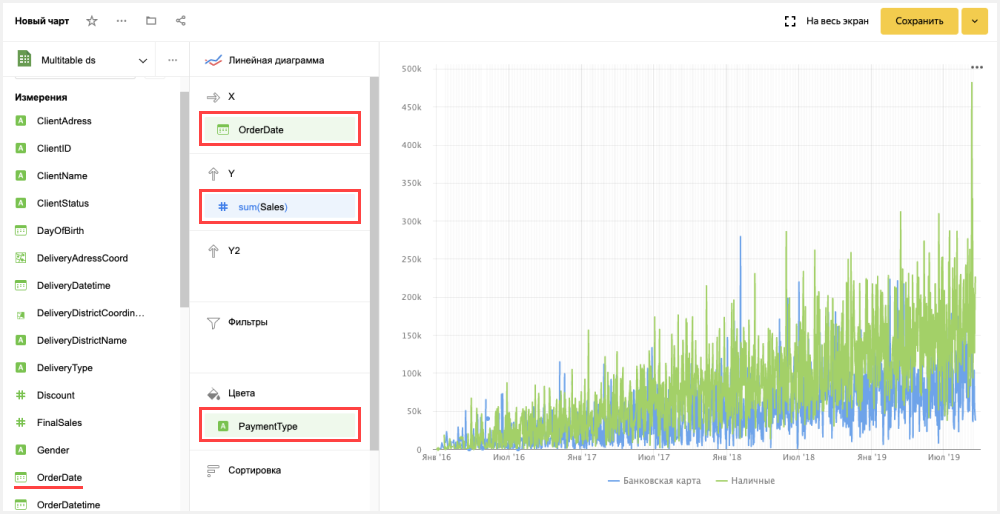 Новый чарт
На весь экран
Сохранить
Multitable ds
Измерения
ClientAdress
ClientID
ClientName
ClientStatus
DayOfBirth
DeliveryAdressCoord
DeliveryDatetime
DeliveryDistrictCoordin...
DeliveryDistrictName
DeliveryType
Discount
FinalSales
Gender
OrderDate
OrderDatetime
Линейная диаграмма
X
OrderDate
Y
sum(Sales)
Y2
Фильтры
Цвета
PaymentType
Сортировка
500k
450k
400k
350k
300k
250k
200k
150k
100k
50k
0
Янв '16
Июл '16
Янв '17
Июл '17
Янв '18
Июл '18
Янв '19
Июл '19
Банковская карта
Наличные